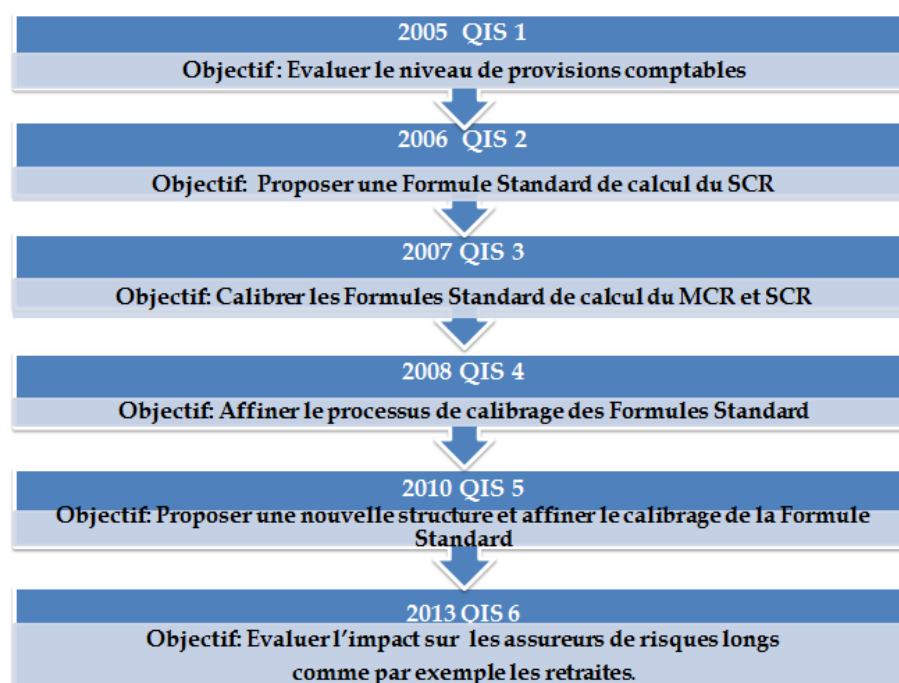 2005 QIS 1
Objectif : Evaluer le niveau de provisions comptables
2006 QIS 2
Objectif: Proposer une Formule Standard de calcul du SCR
2007 QIS 3
Objectif: Calibrer les Formules Standard de calcul du MCR et SCR
2008 QIS 4
Objectif: Affiner le processus de calibrage des Formules Standard
2010 QIS 5
Objectif: Proposer une nouvelle structure et affiner le calibrage de la Formule
Standard
2013 QIS 6
Objectif: Evaluer l'impact sur les assureurs de risques longs
comme par exemple les retraites.